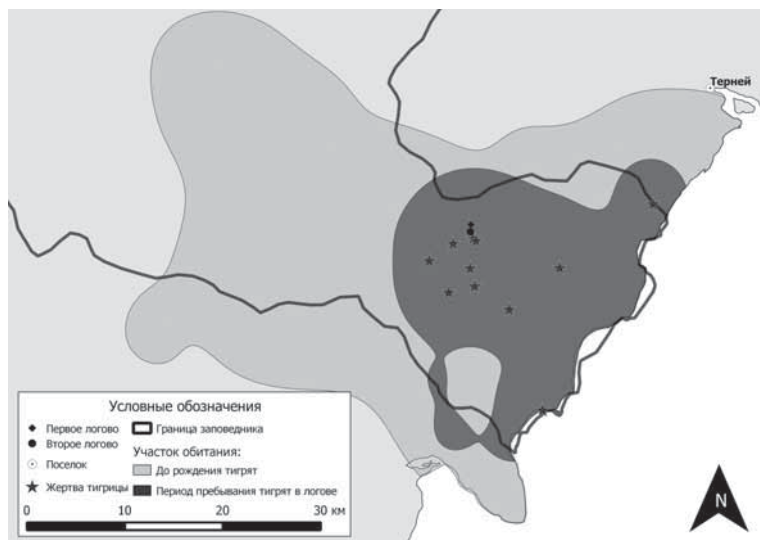 Терней
Условные обозначения
Первое логово
Второе логово
Поселок
Жертва тигрицы
Граница заповедника
Участок обитания:
До рождения тигрят
Период пребывания тигрят в логове
0 10 20 30 км
N